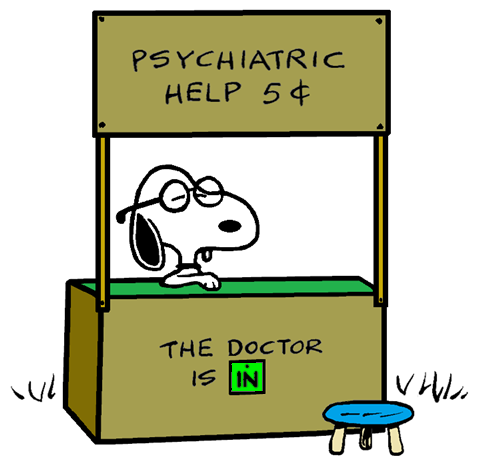 PSYCHIATRIC
HELP 5¢
THE DOCTOR
IS IN